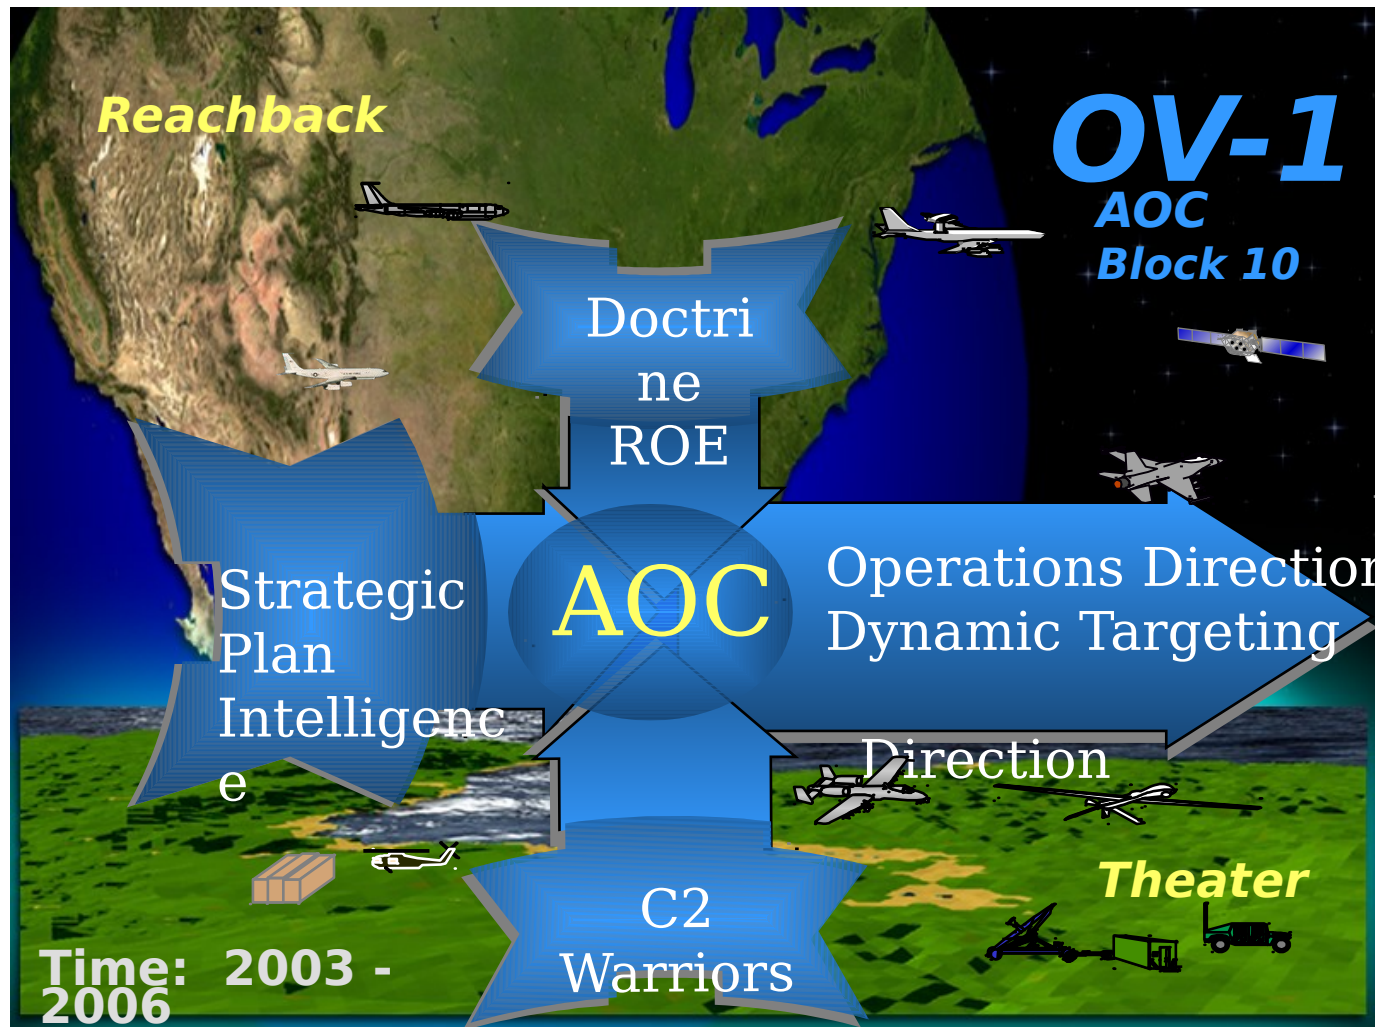 Reachback
OV-1
AOC
Block 10
Doctri
ne
ROE
Strategic
Plan
Intelligenc
e
AOC
Operations Direction
Dynamic Targeting
Direction
C2
Warriors
Theater
Time:  2003 -
2006